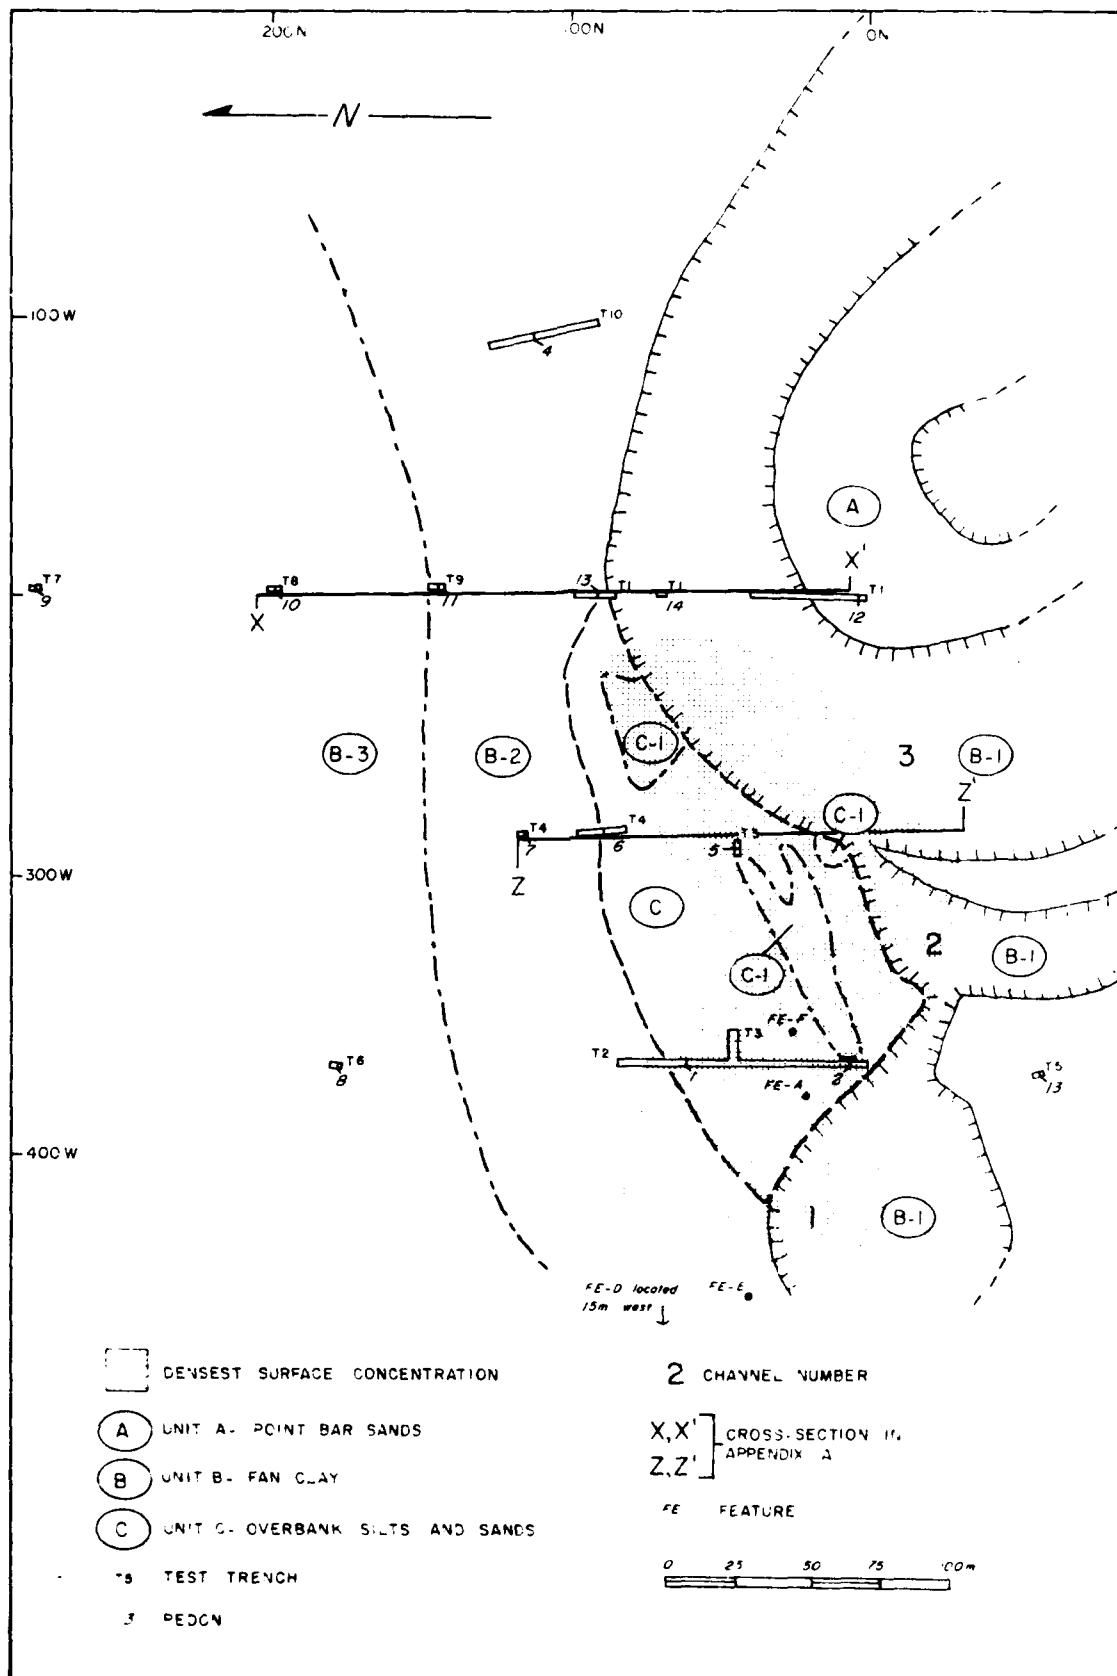 200N
100N
0N
N
100W
T10
4
A
X'
T7
9
T8
10
T9
11
13
T1
T1
14
T1
12
X
B-3
B-2
C-1
3
B-1
Z'
C-1
T4
7
T4
6
T5
5
Z
300W
C
C-1
2
B-1
FE-F
T2
T3
1
2
T6
8
FE-A
T5
13
400W
1
B-1
FE-D located
15m west
FE-E
DENSEST SURFACE CONCENTRATION
A UNIT A- POINT BAR SANDS
B UNIT B- FAN CLAY
C UNIT C- OVERBANK SILTS AND SANDS
T5 TEST TRENCH
3 PEDON
2 CHANNEL NUMBER
X,X'
Z,Z'
CROSS-SECTION IN
APPENDIX A
FE FEATURE
0 25 50 75 100m